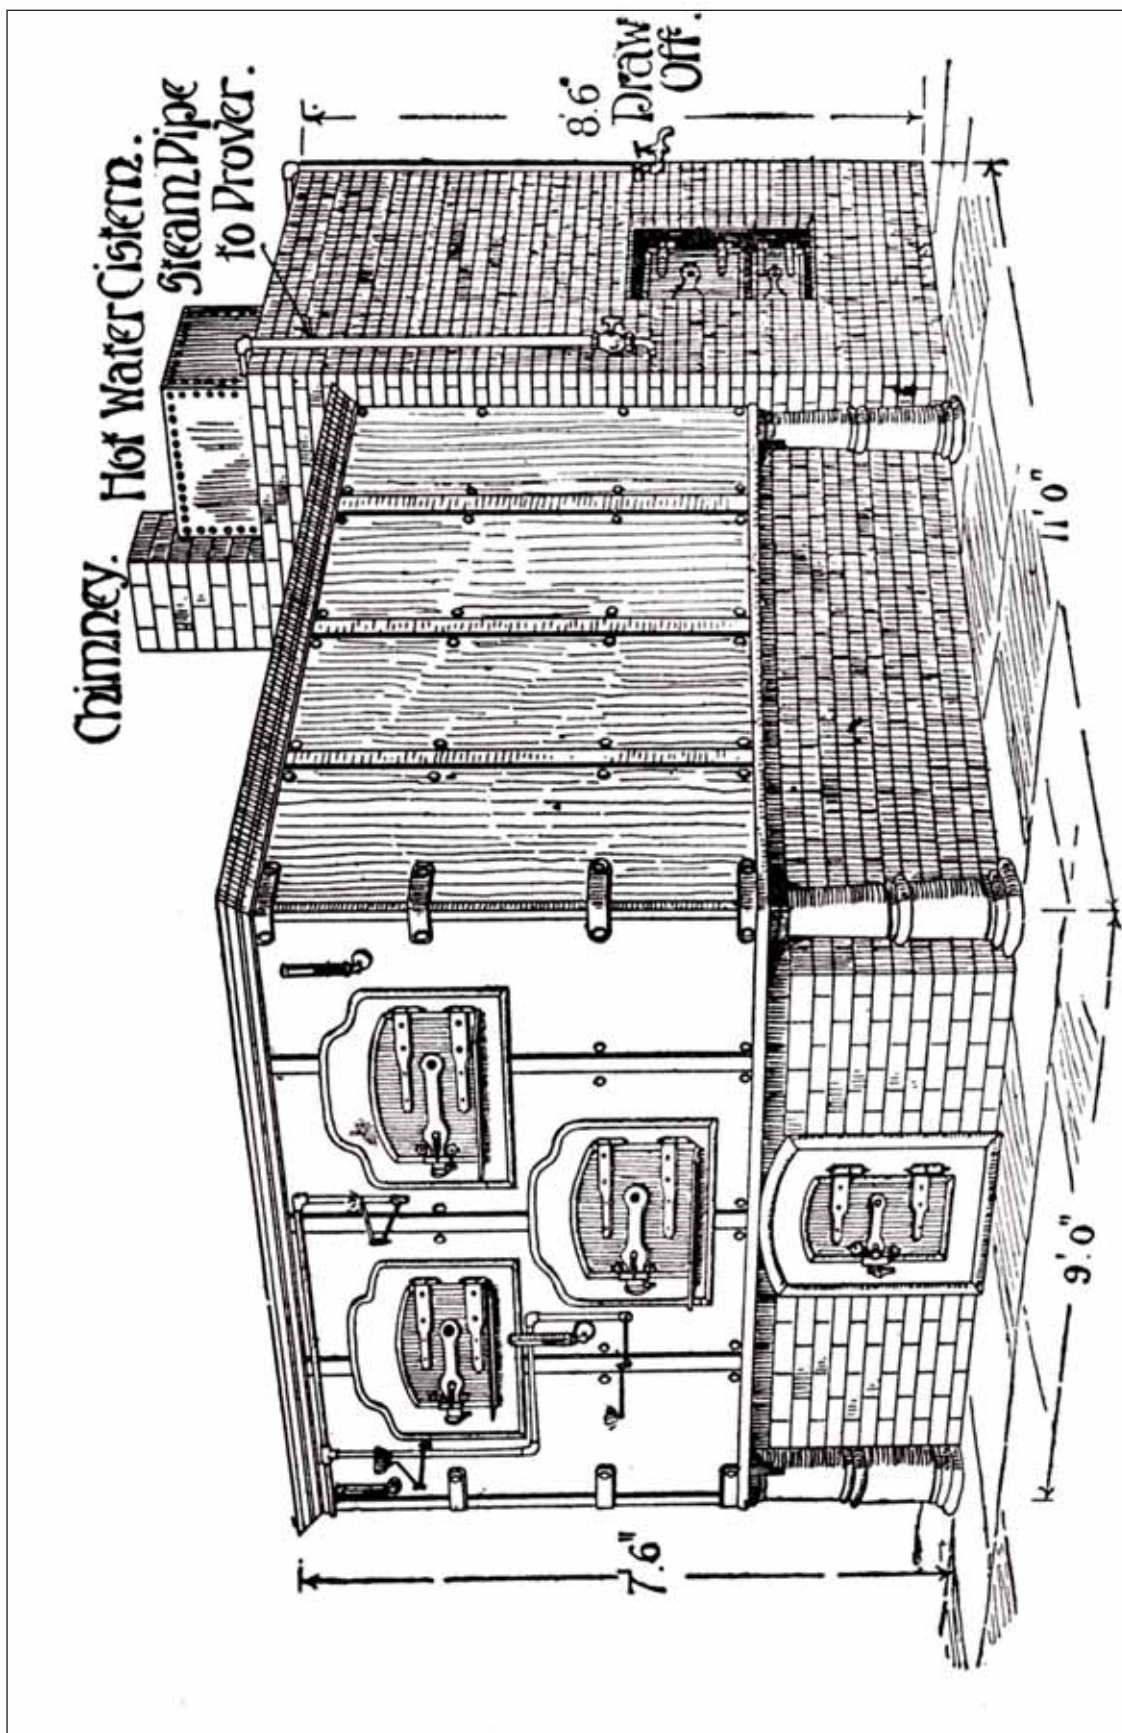 Chimney.
Hot Water Cistern.
Steam Pipe
to Prover.
8.6"
Draw
Off.
7.6"
9'.0"
11'.0"